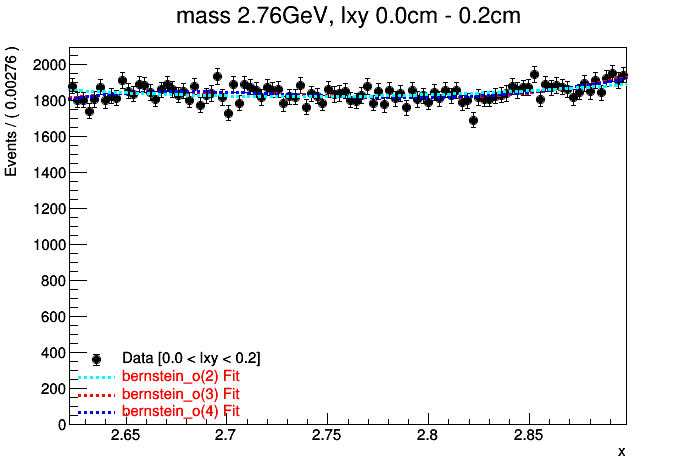 mass 2.76GeV, lxy 0.0cm - 0.2cm
Events / ( 0.00276 )
2000
1800
1600
1400
1200
1000
800
600
400
200
0
Data [0.0 < lxy < 0.2]
bernstein_o(2) Fit
bernstein_o(3) Fit
bernstein_o(4) Fit
2.65 2.7 2.75 2.8 2.85
x